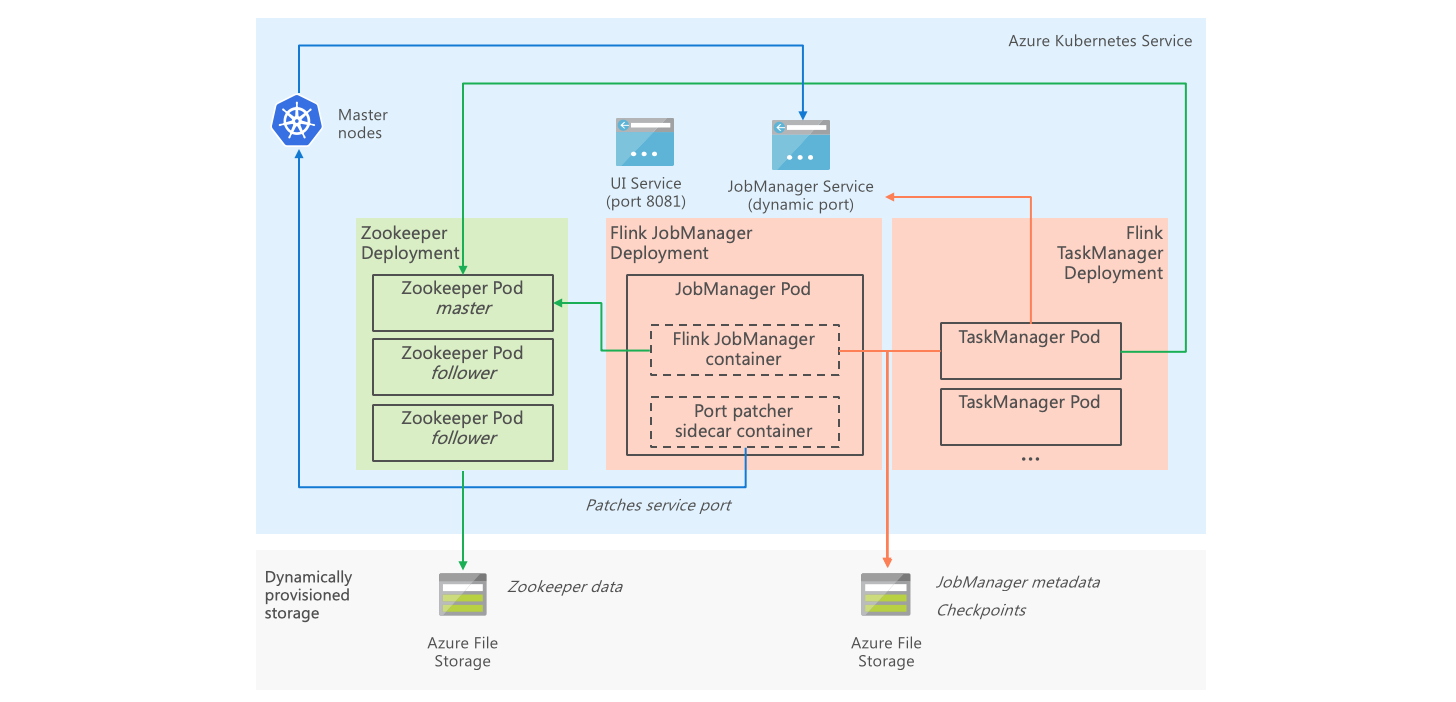 Azure Kubernetes Service
Master
nodes
UI Service
(port 8081)
JobManager Service
(dynamic port)
Zookeeper
Deployment
Zookeeper Pod
master
Zookeeper Pod
follower
Zookeeper Pod
follower
Flink JobManager
Deployment
JobManager Pod
Flink JobManager
container
Port patcher
sidecar container
Flink
TaskManager
Deployment
TaskManager Pod
TaskManager Pod
...
Patches service port
Dynamically
provisioned
storage
Zookeeper data
Azure File
Storage
JobManager metadata
Checkpoints
Azure File
Storage